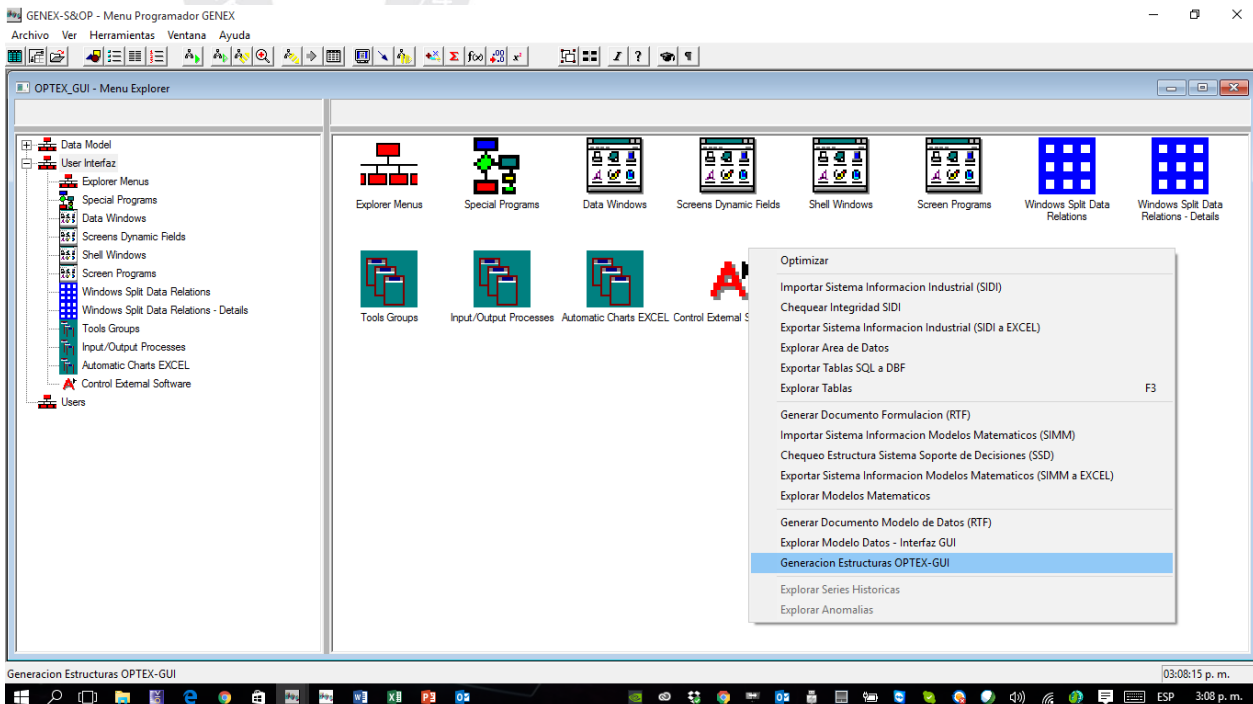 GENEX-S&OP - Menu Programador GENEX
Archivo Ver Herramientas Ventana Ayuda
OPTEX_GUI - Menu Explorer
Data Model
User Interfaz
Explorer Menus
Special Programs
Data Windows
Screens Dynamic Fields
Shell Windows
Screen Programs
Windows Split Data Relations
Windows Split Data Relations - Details
Tools Groups
Input/Output Processes
Automatic Charts EXCEL
Control External Software
Users
Explorer Menus
Special Programs
Data Windows
Screens Dynamic Fields
Shell Windows
Screen Programs
Windows Split Data
Relations
Windows Split Data
Relations - Details
Tools Groups
Input/Output Processes
Automatic Charts EXCEL
Control External S
Optimizar
Importar Sistema Informacion Industrial (SIDI)
Chequear Integridad SIDI
Exportar Sistema Informacion Industrial (SIDI a EXCEL)
Explorar Area de Datos
Exportar Tablas SQL a DBF
Explorar Tablas F3
Generar Documento Formulacion (RTF)
Importar Sistema Informacion Modelos Matematicos (SIMM)
Chequeo Estructura Sistema Soporte de Decisiones (SSD)
Exportar Sistema Informacion Modelos Matematicos (SIMM a EXCEL)
Explorar Modelos Matematicos
Generar Documento Modelo de Datos (RTF)
Explorar Modelo Datos - Interfaz GUI
Generacion Estructuras OPTEX-GUI
Explorar Series Historicas
Explorar Anomalias
Generacion Estructuras OPTEX-GUI
03:08:15 p. m.
ESP 3:08 p. m.